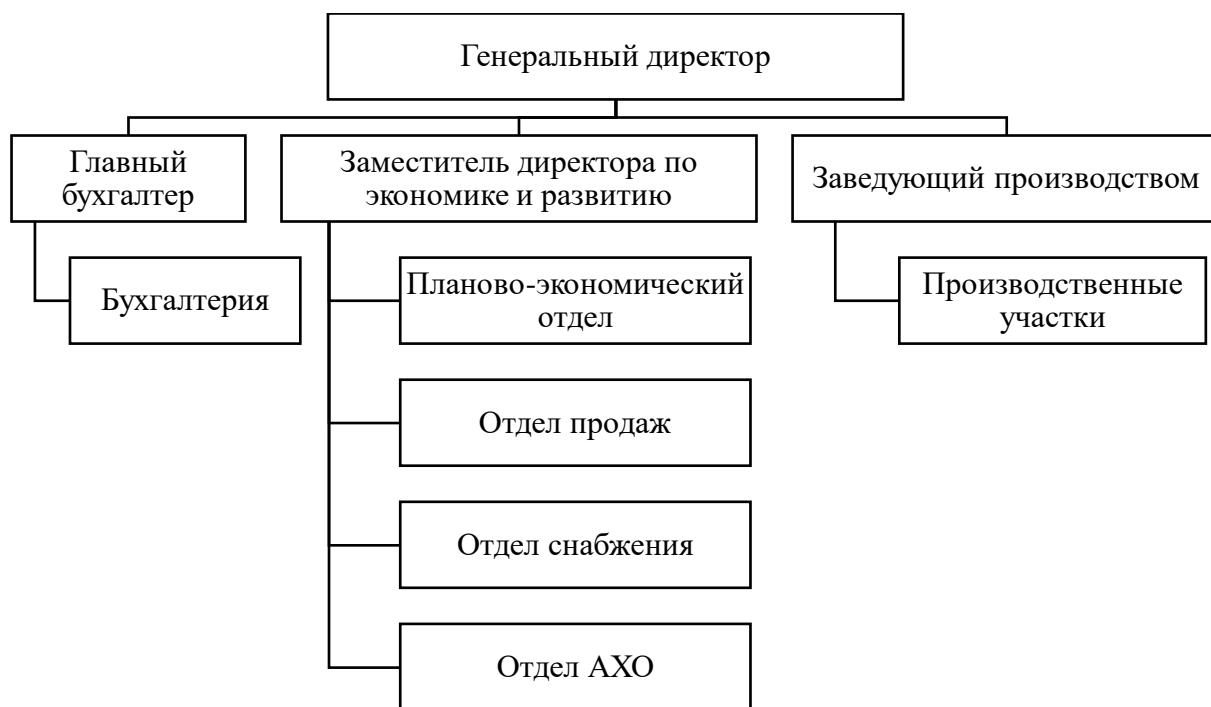 Генеральный директор
Главный
бухгалтер
Заместитель директора по
экономике и развитию
Заведующий производством
Бухгалтерия
Планово-экономический
отдел
Производственные
участки
Отдел продаж
Отдел снабжения
Отдел АХО